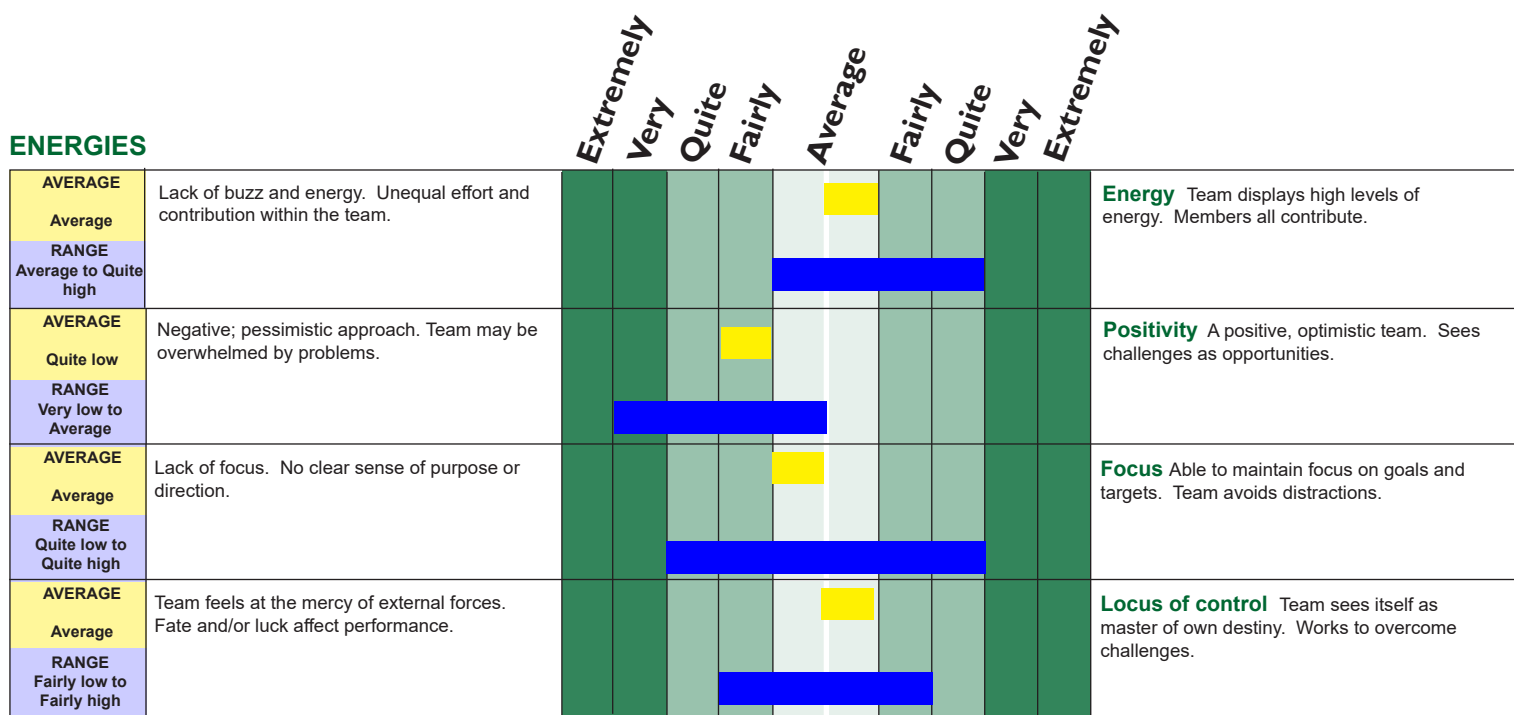 Extremely
Very
Quite
Fairly
Average
Fairly
Quite
Very
Extremely
ENERGIES
AVERAGE
Average
RANGE
Average to Quite
high
Lack of buzz and energy. Unequal effort and
contribution within the team.
Energy Team displays high levels of
energy. Members all contribute.
AVERAGE
Quite low
RANGE
Very low to
Average
Negative; pessimistic approach. Team may be
overwhelmed by problems.
Positivity A positive, optimistic team. Sees
challenges as opportunities.
AVERAGE
Average
RANGE
Quite low to
Quite high
Lack of focus. No clear sense of purpose or
direction.
Focus Able to maintain focus on goals and
targets. Team avoids distractions.
AVERAGE
Average
RANGE
Fairly low to
Fairly high
Team feels at the mercy of external forces.
Fate and/or luck affect performance.
Locus of control Team sees itself as
master of own destiny. Works to overcome
challenges.